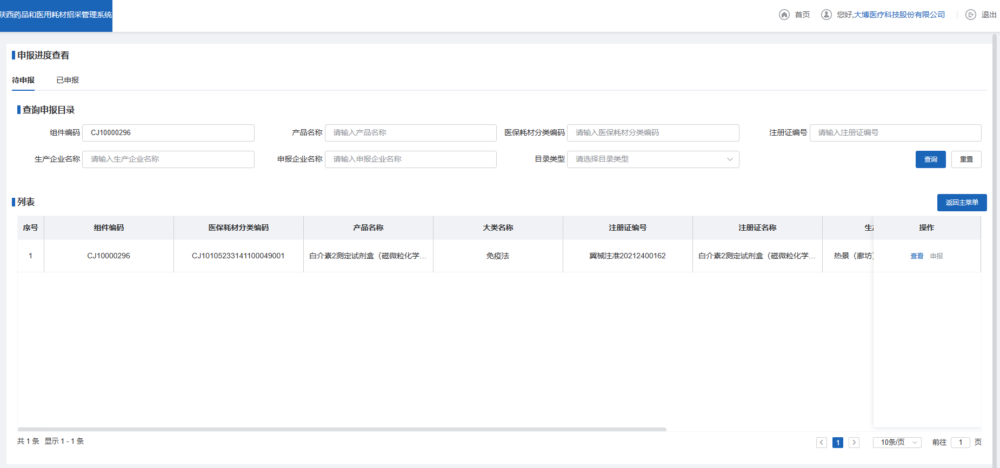 陕西药品和医用耗材招采管理系统
首页 您好,大博医疗科技股份有限公司 退出
申报进度查看
待申报 已申报
查询申报目录
组件编码 CJ10000296 产品名称 请输入产品名称 医保耗材分类编码 请输入医保耗材分类编码 注册证编号 请输入注册证编号
生产企业名称 请输入生产企业名称 申报企业名称 请输入申报企业名称 目录类型 请选择目录类型 查询 重置
列表 返回主菜单
序号 组件编码 医保耗材分类编码 产品名称 大类名称 注册证编号 注册证名称 生 操作
1 CJ10000296 CJ10105233141100049001 白介素2测定试剂盒（磁微粒化学... 免疫法 冀械注准20212400162 白介素2测定试剂盒（磁微粒化学... 热景（廊坊） 查看 申报
共 1 条 显示 1 - 1 条 1 10条/页 前往 1 页